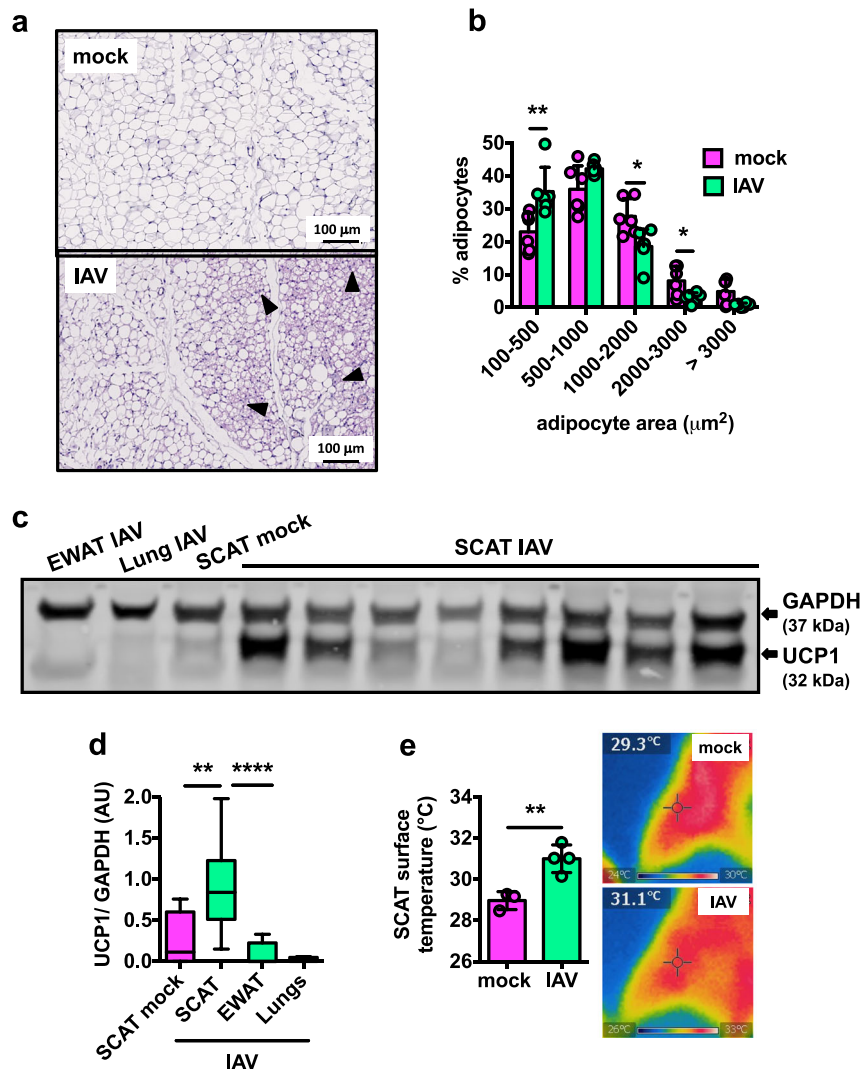 a
mock
100 µm
IAV
100 µm
b
** * *
50
40
30
20
10
0
% adipocytes
mock
IAV
100-500 500-1000 1000-2000 2000-3000 > 3000
adipocyte area (µm²)
c
EWAT IAV Lung IAV SCAT mock SCAT IAV
GAPDH
(37 kDa)
UCP1
(32 kDa)
d
** ****
2.0
1.5
1.0
0.5
0.0
UCP1/ GAPDH (AU)
SCAT mock SCAT EWAT Lungs
IAV
e
**
34
32
30
28
26
SCAT surface
temperature (°C)
mock IAV
29.3°C mock
24°C 30°C
31.1°C IAV
26°C 33°C